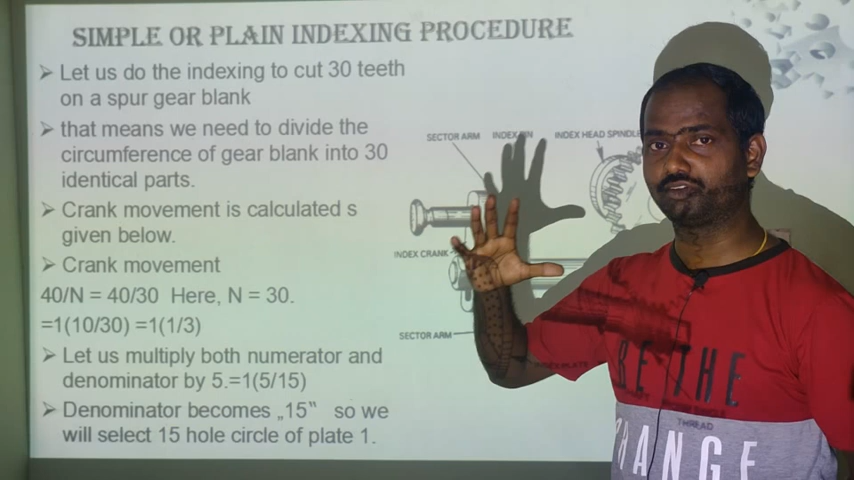 SIMPLE OR PLAIN INDEXING PROCEDURE
➢ Let us do the indexing to cut 30 teeth
on a spur gear blank
➢ that means we need to divide the
circumference of gear blank into 30
identical parts.
➢ Crank movement is calculated s
given below.
➢ Crank movement
40/N = 40/30 Here, N = 30.
=1(10/30) =1(1/3)
➢ Let us multiply both numerator and
denominator by 5.=1(5/15)
➢ Denominator becomes „15‟ so we
will select 15 hole circle of plate 1.
SECTOR ARM
INDEX PIN
INDEX HEAD SPINDLE
INDEX CRANK
SECTOR ARM
INDEX PLATE
THREAD
BE THE